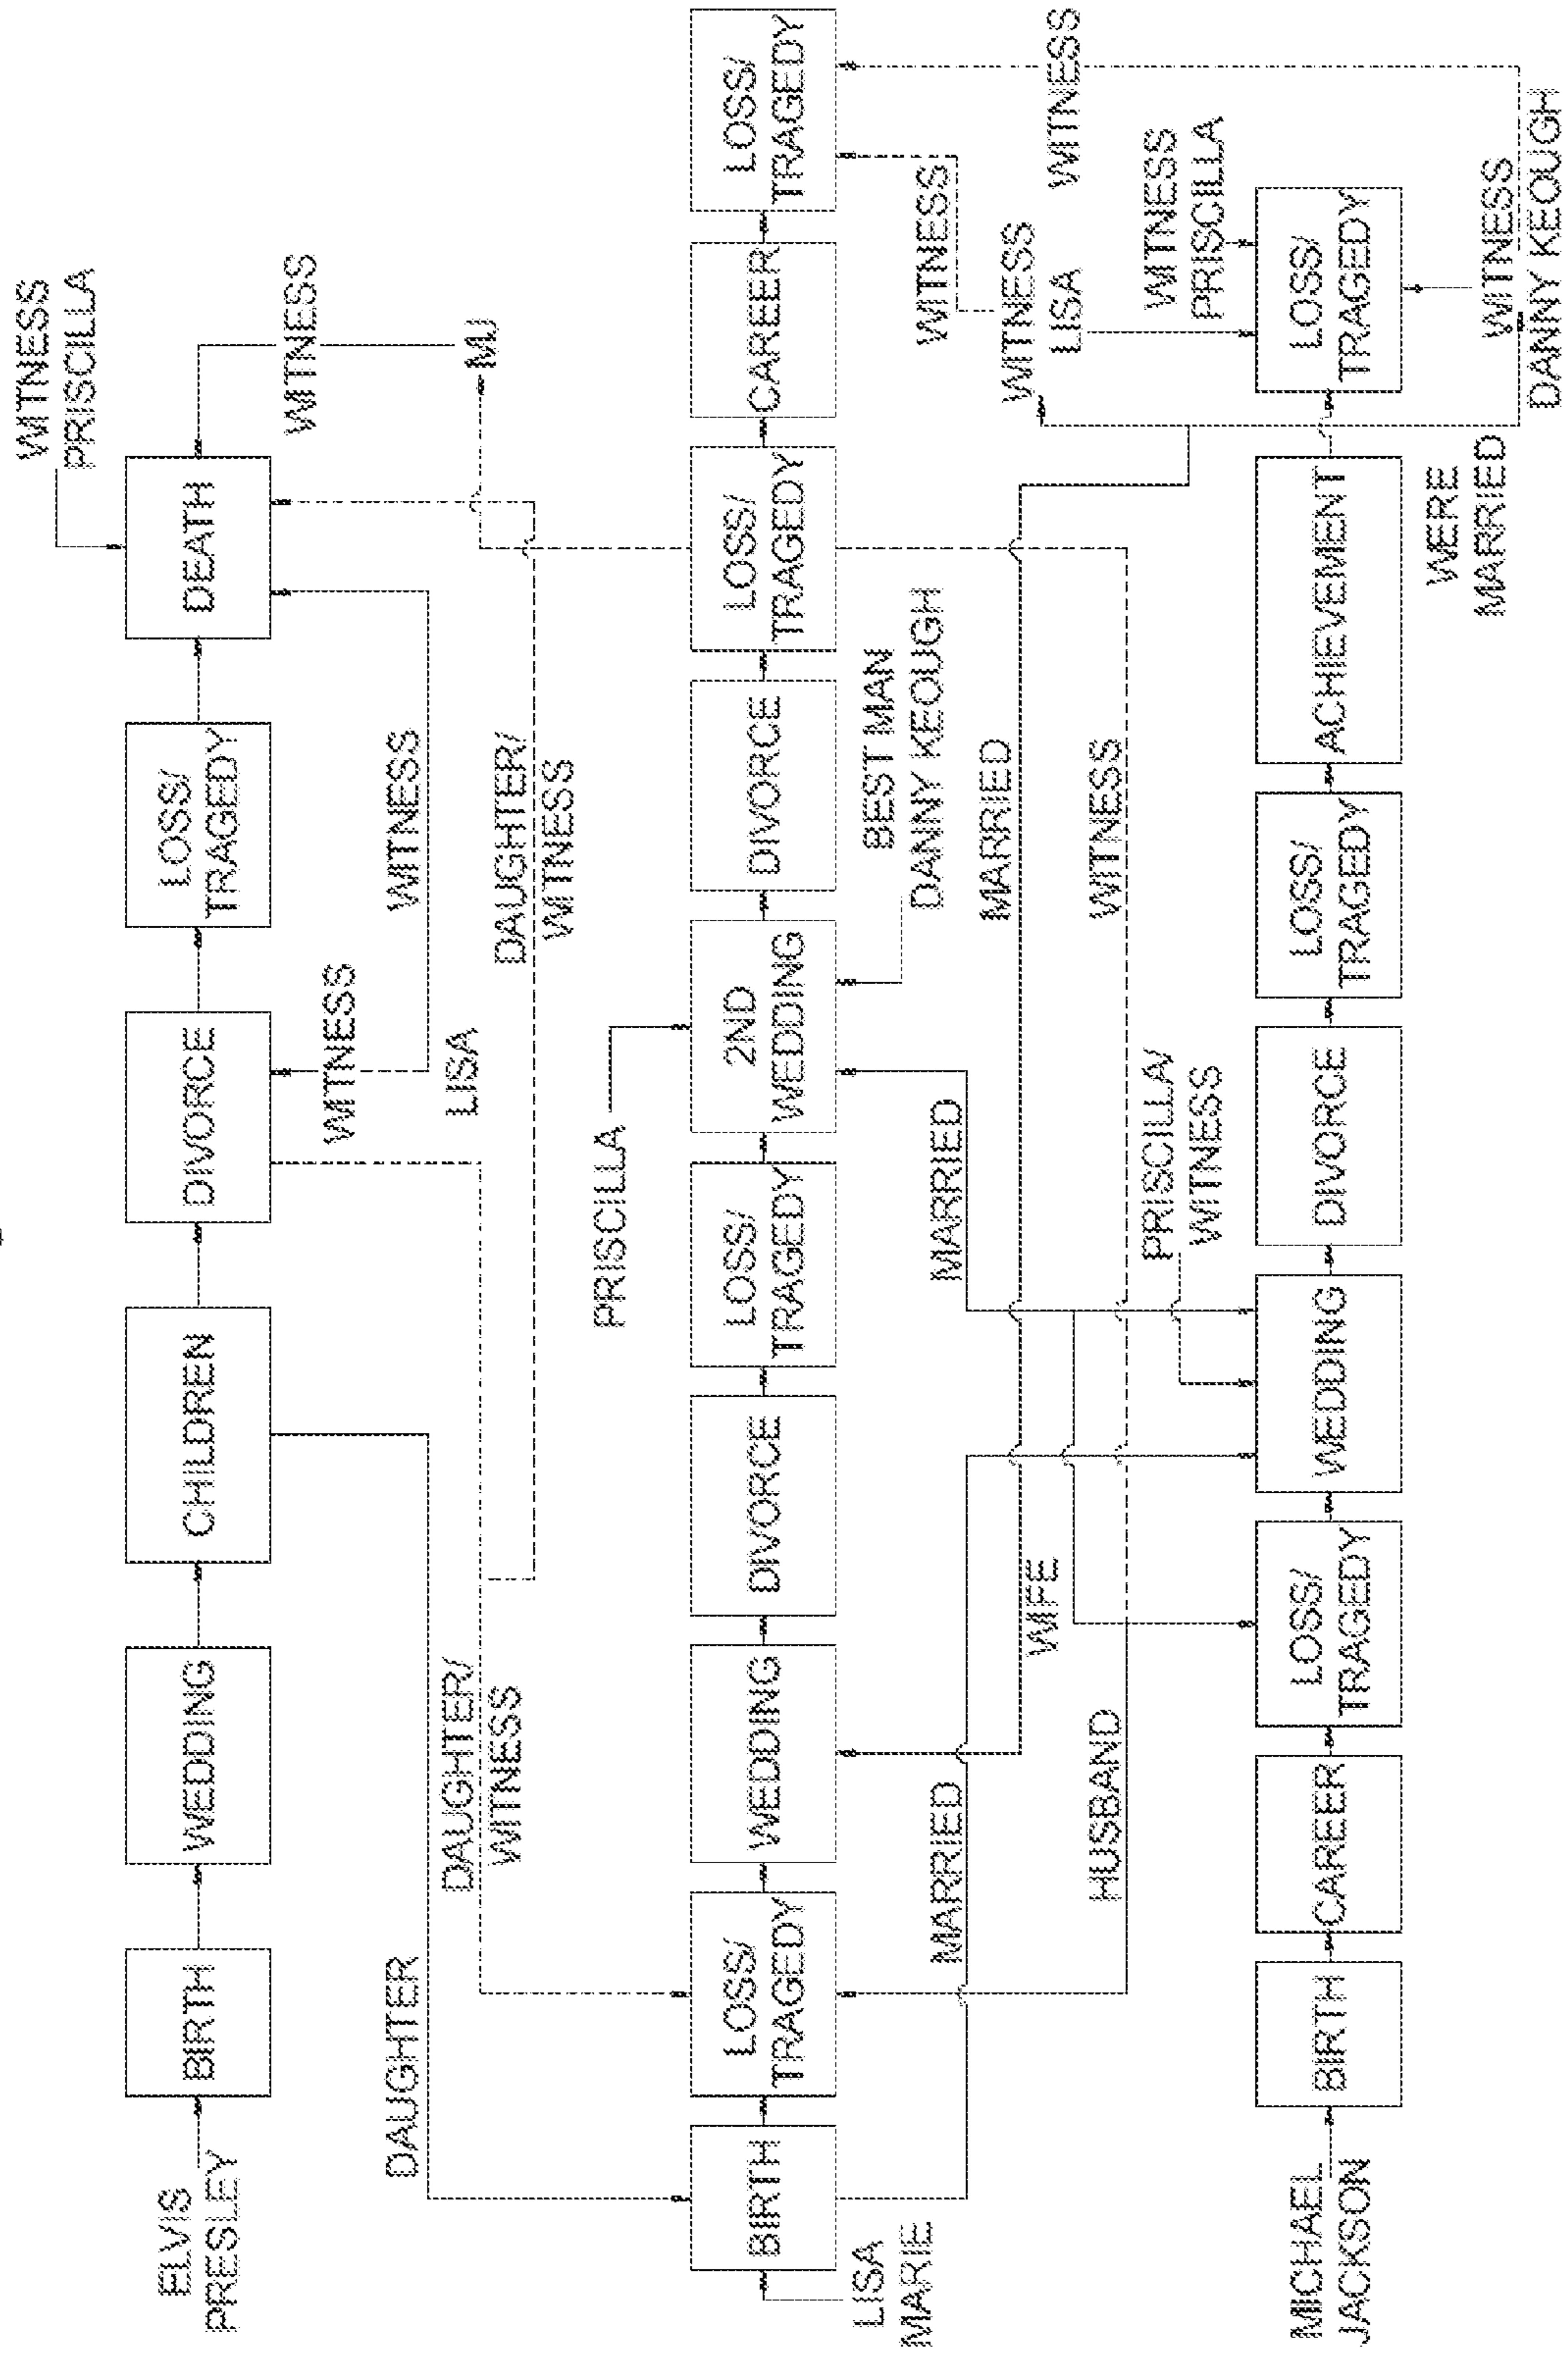 ELVIS
PRESLEY
BIRTH
WEDDING
CHILDREN
DIVORCE
LOSS/
TRAGEDY
DEATH
WITNESS
PRISCILLA
WITNESS
MJ
WITNESS
WITNESS
LISA
DAUGHTER/
WITNESS
DAUGHTER/
WITNESS
DAUGHTER
LISA
MARIE
BIRTH
LOSS/
TRAGEDY
WEDDING
DIVORCE
LOSS/
TRAGEDY
2ND
WEDDING
DIVORCE
LOSS/
TRAGEDY
CAREER
LOSS/
TRAGEDY
PRISCILLA
BEST MAN
DANNY KEOUGH
MARRIED
MARRIED
MARRIED
WIFE
HUSBAND
WITNESS
PRISCILLA/
WITNESS
WITNESS
WITNESS
LISA
WITNESS
WITNESS
PRISCILLA
MICHAEL
JACKSON
BIRTH
CAREER
LOSS/
TRAGEDY
WEDDING
DIVORCE
LOSS/
TRAGEDY
ACHIEVEMENT
LOSS/
TRAGEDY
WERE
MARRIED
WITNESS
DANNY KEOUGH